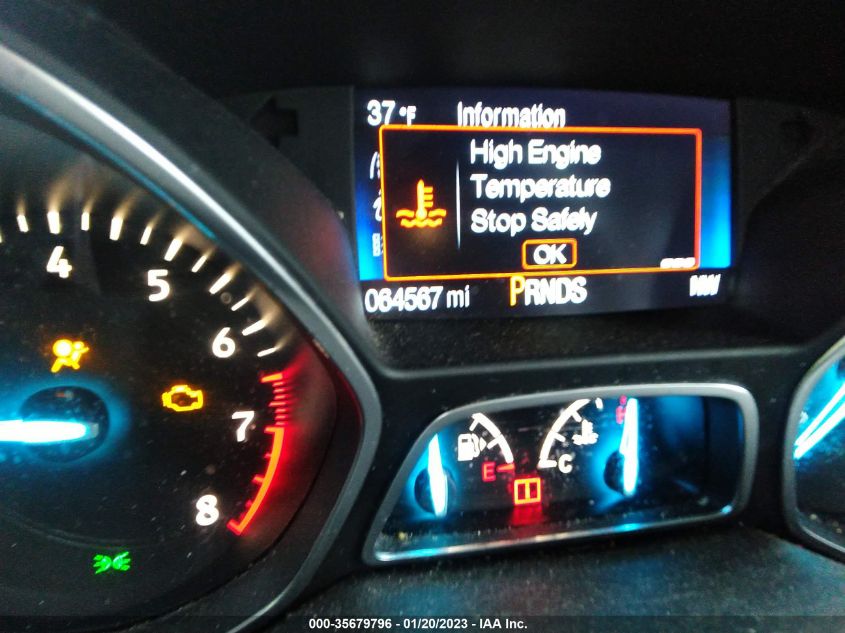 37 °F Information
High Engine
Temperature
Stop Safely
OK
064567 mi PRNDS NW
4
5
6
7
8
E
C
000-35679796 - 01/20/2023 - IAA Inc.